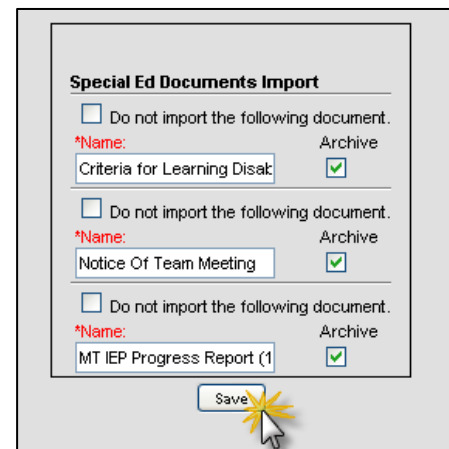 Special Ed Documents Import
Do not import the following document.
*Name: Archive
Criteria for Learning Disab
Do not import the following document.
*Name: Archive
Notice Of Team Meeting
Do not import the following document.
*Name: Archive
MT IEP Progress Report (1
Save